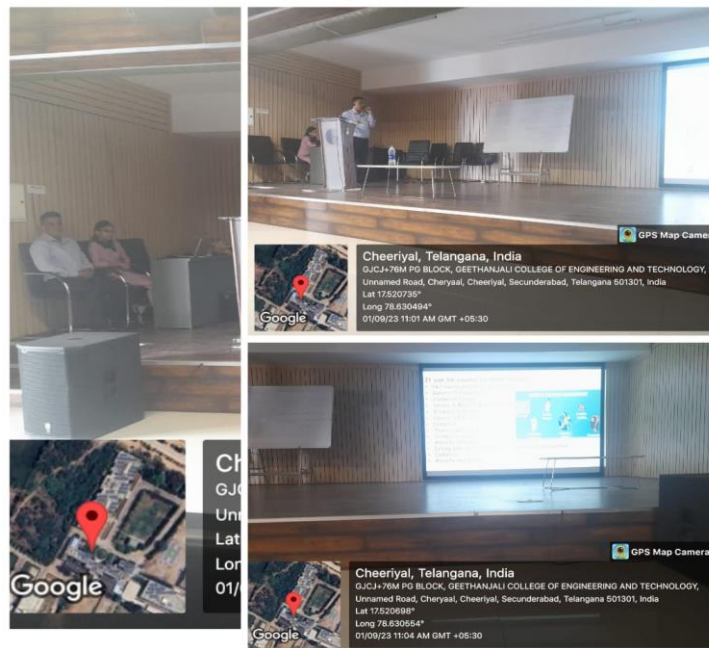 GPS Map Camera
Cheeriyal, Telangana, India
GJCJ+76M PG BLOCK, GEETHANJALI COLLEGE OF ENGINEERING AND TECHNOLOGY,
Unnamed Road, Cheryaal, Cheeriyal, Secunderabad, Telangana 501301, India
Lat 17.520735°
Long 78.630494°
01/09/23 11:01 AM GMT +05:30
Google
Ch
GJC
Unn
Lat
Lon
01/
Google
GPS Map Camera
Cheeriyal, Telangana, India
GJCJ+76M PG BLOCK, GEETHANJALI COLLEGE OF ENGINEERING AND TECHNOLOGY,
Unnamed Road, Cheryaal, Cheeriyal, Secunderabad, Telangana 501301, India
Lat 17.520698°
Long 78.630554°
01/09/23 11:04 AM GMT +05:30
Google